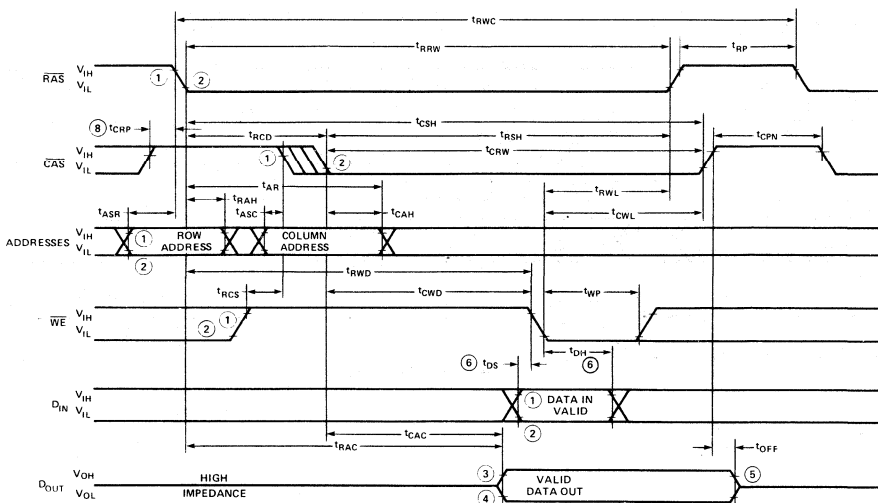 tRWC
tRRW
tRP
RAS
VIH
VIL
1
2
tCSH
8
tCRP
tRCD
tRSH
tCPN
tCRW
CAS
VIH
VIL
1
2
tAR
tRWL
tRAH
tASR
tASC
tCAH
tCWL
ADDRESSES
VIH
VIL
1
2
ROW
ADDRESS
COLUMN
ADDRESS
tRWD
tRCS
tCWD
tWP
WE
VIH
VIL
1
2
6
tDS
tDH
6
DIN
VIH
VIL
1
2
DATA IN
VALID
tCAC
tRAC
tOFF
DOUT
VOH
VOL
HIGH
IMPEDANCE
3
4
VALID
DATA OUT
5